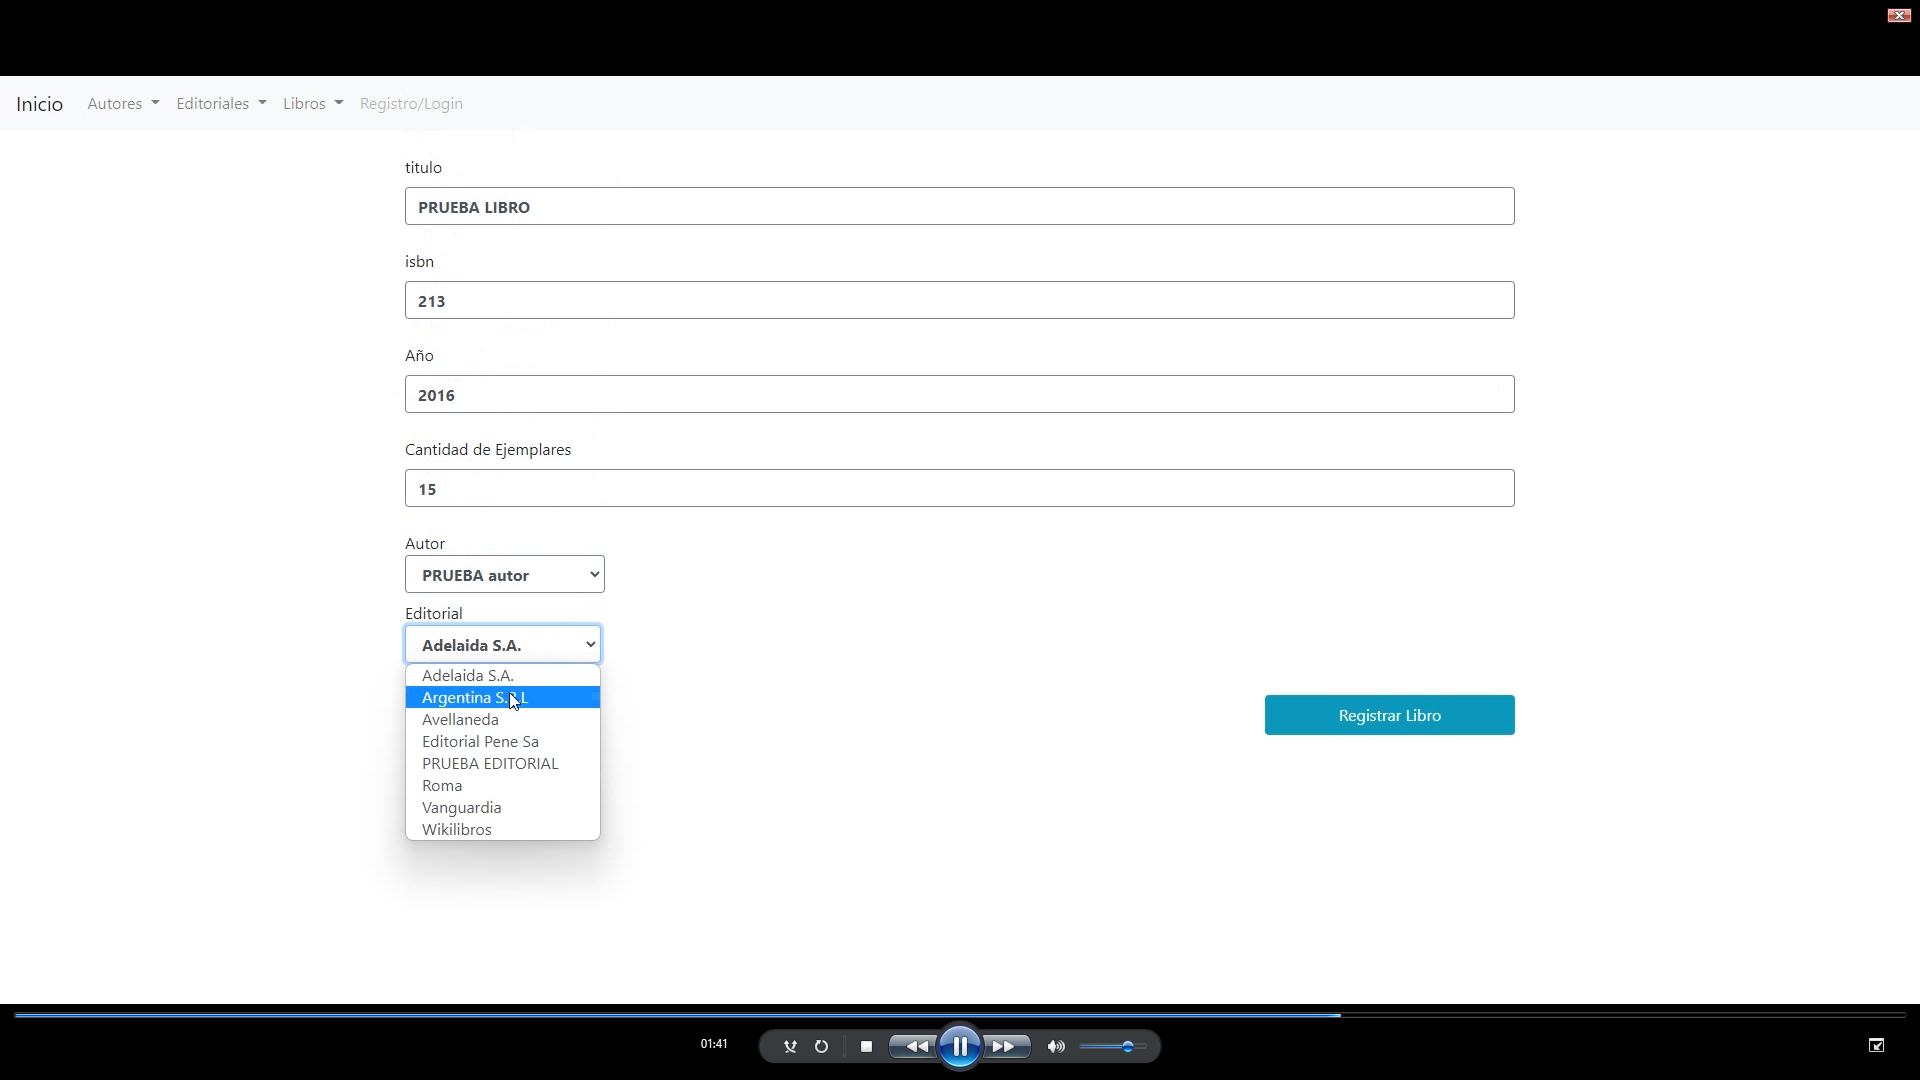 Inicio Autores Editoriales Libros Registro/Login
titulo
PRUEBA LIBRO
isbn
213
Año
2016
Cantidad de Ejemplares
15
Autor
PRUEBA autor
Editorial
Adelaida S.A.
Adelaida S.A.
Argentina S.R.L
Avellaneda
Editorial Pene Sa
PRUEBA EDITORIAL
Roma
Vanguardia
Wikilibros
Registrar Libro
01:41